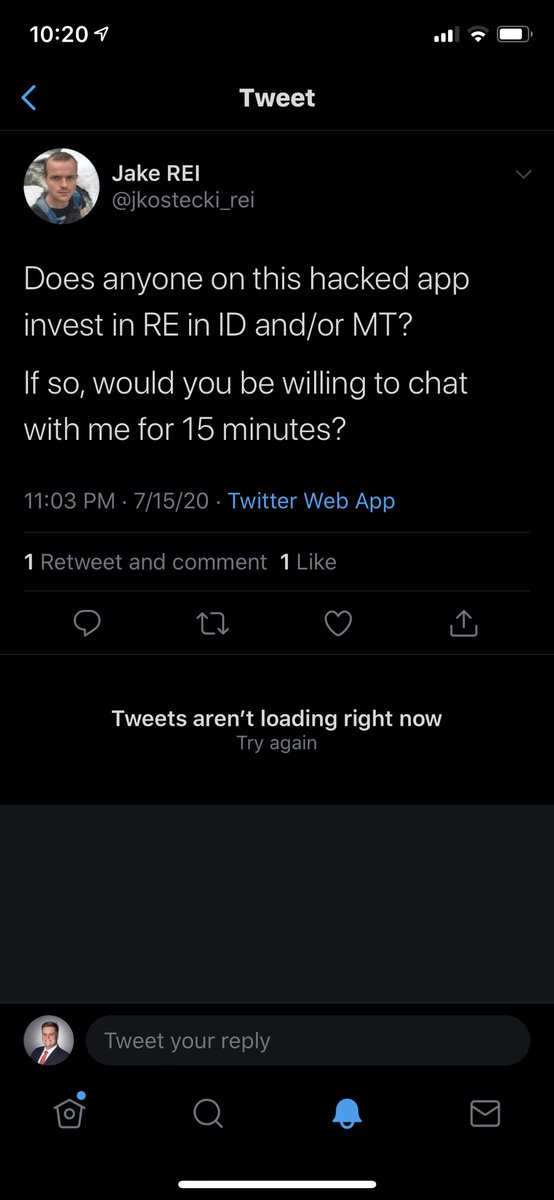 10:20
Tweet
Jake REI
@jkostecki_rei
Does anyone on this hacked app
invest in RE in ID and/or MT?
If so, would you be willing to chat
with me for 15 minutes?
11:03 PM · 7/15/20 · Twitter Web App
1 Retweet and comment 1 Like
Tweets aren’t loading right now
Try again
Tweet your reply